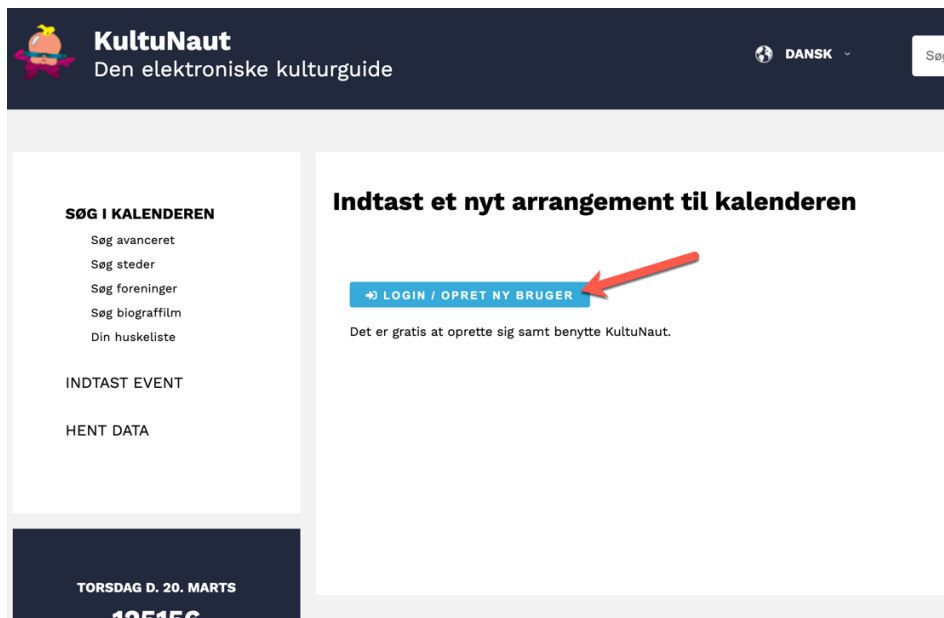 KultuNaut
Den elektroniske kulturguide
DANSK
SØG I KALENDEREN
Søg avanceret
Søg steder
Søg foreninger
Søg biograffilm
Din huskeliste
INDTAST EVENT
HENT DATA
Indtast et nyt arrangement til kalenderen
LOGIN / OPRET NY BRUGER
Det er gratis at oprette sig samt benytte KultuNaut.
TORSDAG D. 20. MARTS